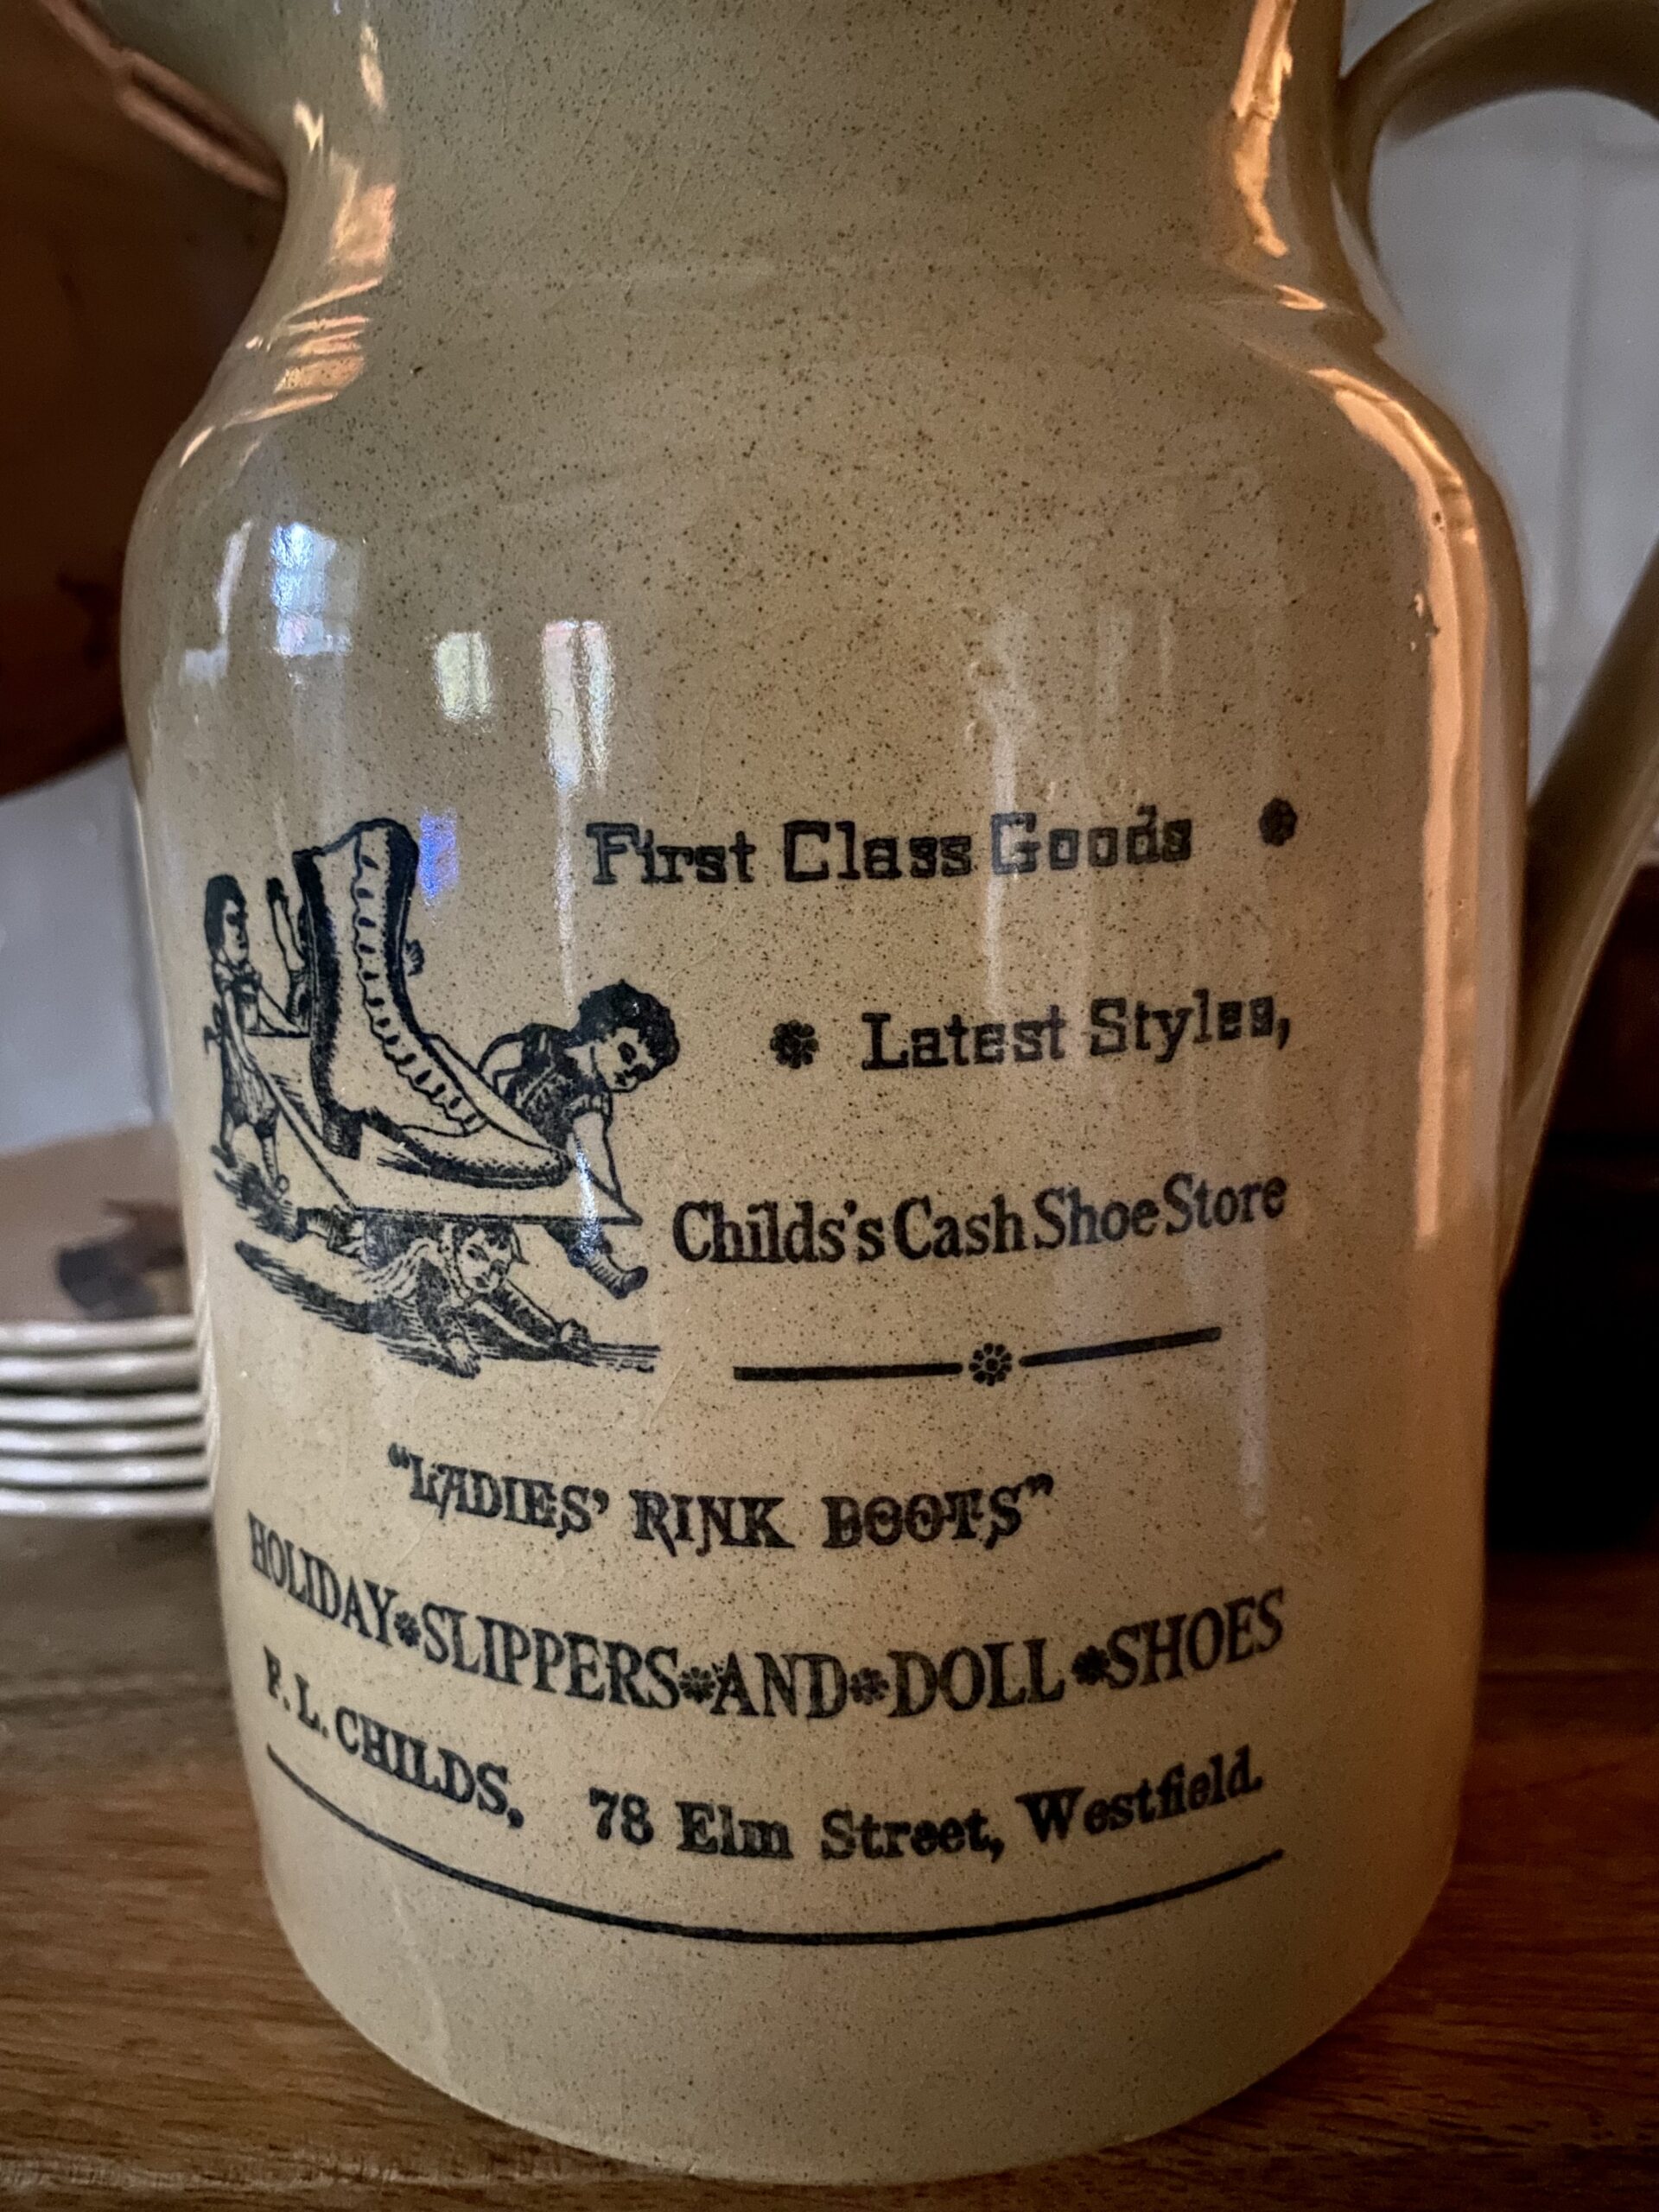 First Class Goods
Latest Styles,
Childs's Cash Shoe Store
"LADIES' RINK BOOTS"
HOLIDAY SLIPPERS AND DOLL SHOES
F. L. CHILDS, 78 Elm Street, Westfield.